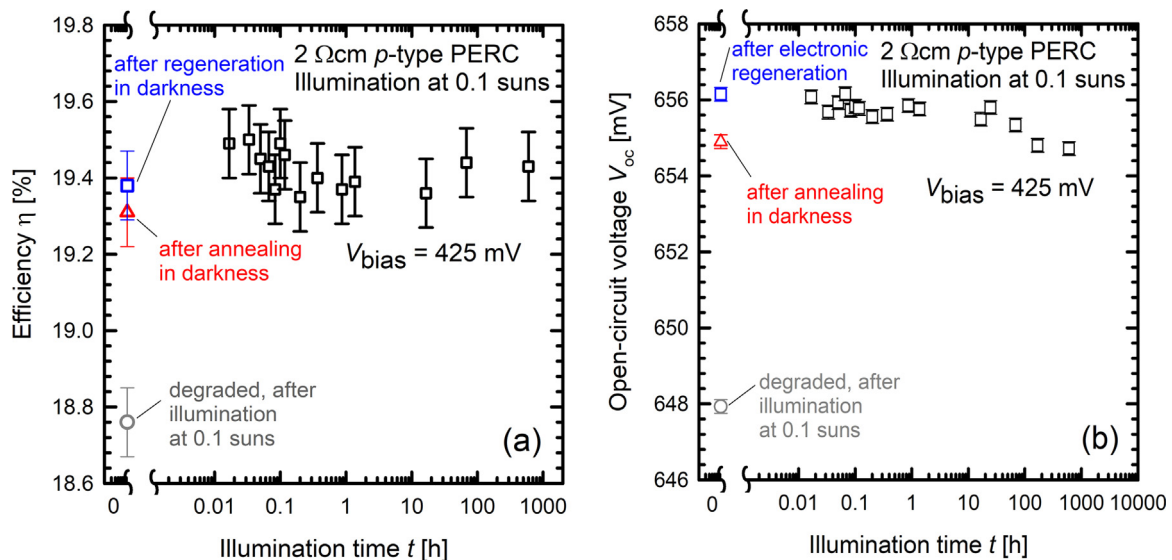 19.8
19.6
19.4
19.2
19.0
18.8
18.6
Efficiency η [%]
2 Ωcm p-type PERC
Illumination at 0.1 suns
after regeneration
in darkness
after annealing
in darkness
Vbias = 425 mV
degraded, after
illumination
at 0.1 suns
(a)
0 0.01 0.1 1 10 100 1000
Illumination time t [h]
658
656
654
652
650
648
646
Open-circuit voltage Voc [mV]
after electronic
regeneration
2 Ωcm p-type PERC
Illumination at 0.1 suns
after annealing
in darkness
Vbias = 425 mV
degraded, after
illumination
at 0.1 suns
(b)
0 0.01 0.1 1 10 100 1000 10000
Illumination time t [h]